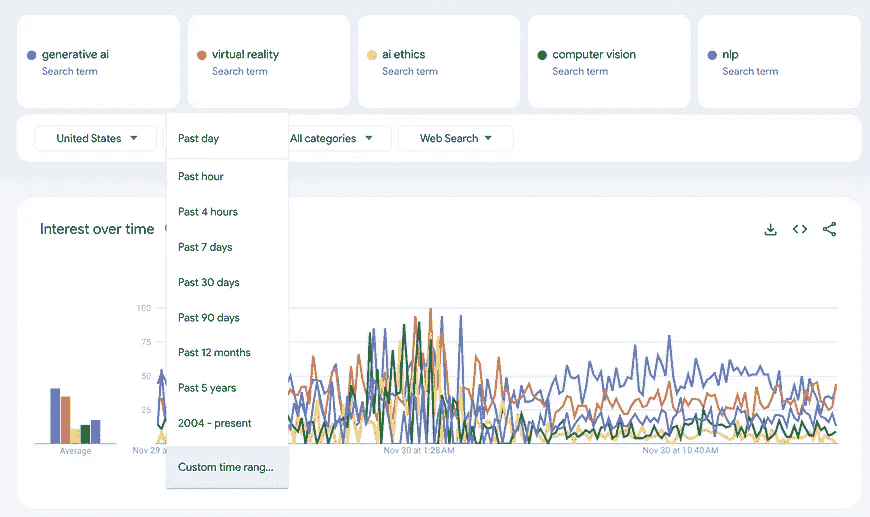 generative ai
Search term
virtual reality
Search term
ai ethics
Search term
computer vision
Search term
nlp
Search term
United States
All categories
Web Search
Past day
Past hour
Past 4 hours
Past 7 days
Past 30 days
Past 90 days
Past 12 months
Past 5 years
2004 - present
Custom time rang...
Interest over time
100
75
50
25
Average
Nov 29 a
Nov 30 at 1:28 AM
Nov 30 at 10:40 AM